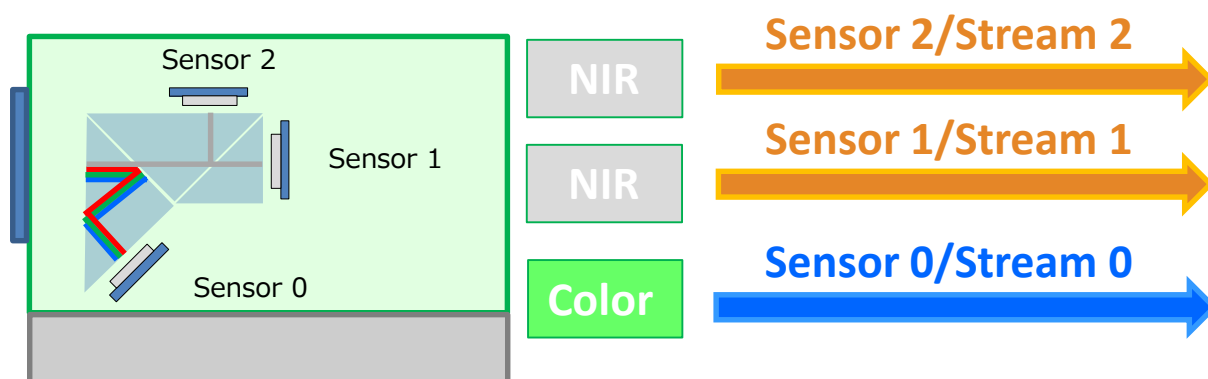 Sensor 2
Sensor 1
Sensor 0
NIR
NIR
Color
Sensor 2/Stream 2
Sensor 1/Stream 1
Sensor 0/Stream 0